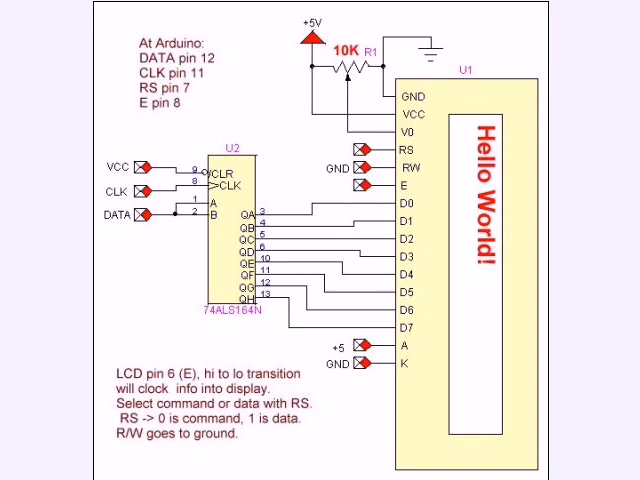 +5V
At Arduino:
DATA pin 12
CLK pin 11
RS pin 7
E pin 8
10K R1
U1
GND
VCC
V0
RS
GND RW
E
D0
D1
D2
D3
D4
D5
D6
D7
+5 A
GND K
Hello World!
U2
VCC 9 /CLR
CLK 8 >CLK
1 A
DATA 2 B
QA 3
QB 4
QC 5
QD 6
QE 10
QF 11
QG 12
QH 13
74ALS164N
LCD pin 6 (E), hi to lo transition
will clock info into display.
Select command or data with RS.
RS -> 0 is command, 1 is data.
R/W goes to ground.